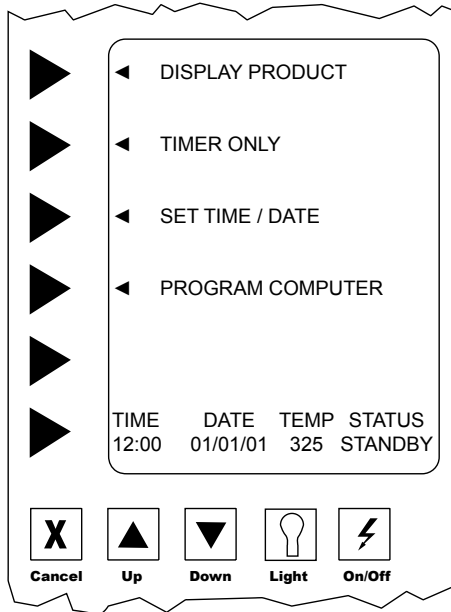 DISPLAY PRODUCT
TIMER ONLY
SET TIME / DATE
PROGRAM COMPUTER
TIME DATE TEMP STATUS
12:00 01/01/01 325 STANDBY
X
Cancel Up Down Light On/Off